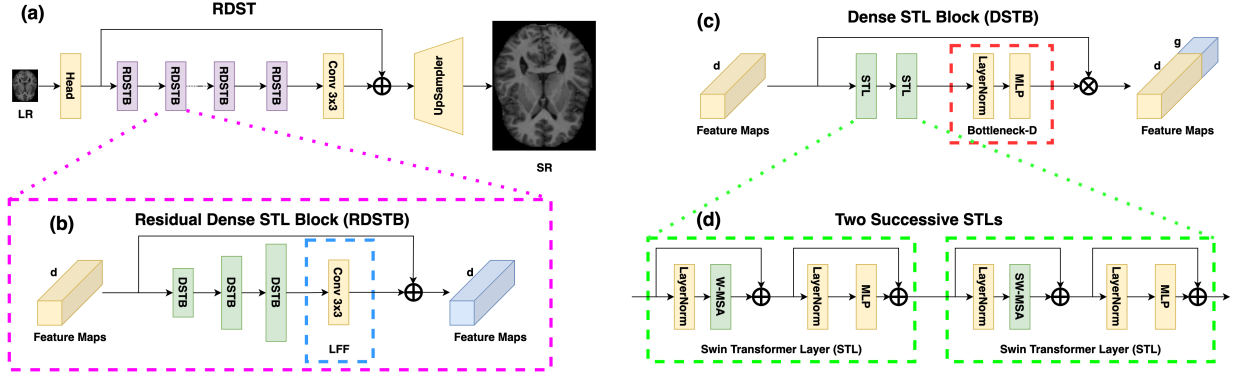 (a)
RDST
LR
Head
RDSTB
RDSTB
RDSTB
RDSTB
Conv 3x3
UpSampler
SR
(b)
Residual Dense STL Block (RDSTB)
d
Feature Maps
DSTB
DSTB
DSTB
Conv 3x3
LFF
d
Feature Maps
(c)
Dense STL Block (DSTB)
d
Feature Maps
STL
STL
LayerNorm
MLP
Bottleneck-D
g
d
Feature Maps
(d)
Two Successive STLs
LayerNorm
W-MSA
LayerNorm
MLP
Swin Transformer Layer (STL)
LayerNorm
SW-MSA
LayerNorm
MLP
Swin Transformer Layer (STL)